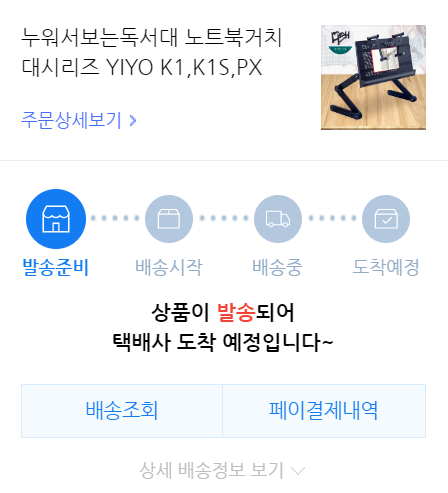 누워서보는독서대 노트북거치
대시리즈 YIYO K1,K1S,PX
주문상세보기
발송준비
배송시작
배송중
도착예정
상품이 발송되어
택배사 도착 예정입니다~
배송조회
페이결제내역
상세 배송정보 보기